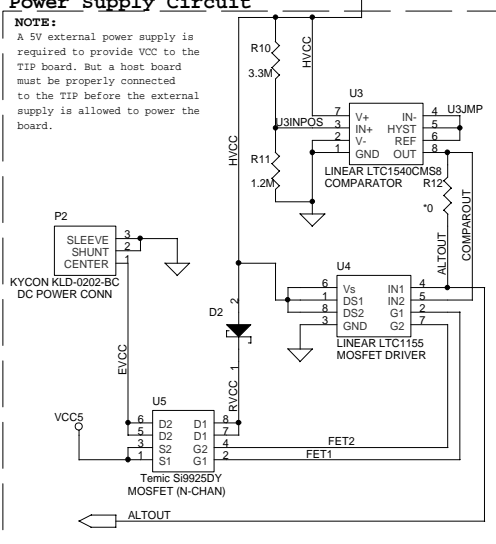 Power Supply Circuit
NOTE:
A 5V external power supply is
required to provide VCC to the
TIP board. But a host board
must be properly connected
to the TIP before the external
supply is allowed to power the
board.
R10
3.3M
HVCC
U3
7 V+ IN- 4 U3JMP
U3INPOS 3 IN+ HYST 5
2 V- REF 6
1 GND OUT 8
LINEAR LTC1540CMS8
COMPARATOR
HVCC
R11
1.2M
R12
*0
ALTOUT
COMPAROUT
P2
SLEEVE 3
SHUNT 2
CENTER 1
KYCON KLD-0202-BC
DC POWER CONN
U4
6 Vs IN1 4
1 DS1 IN2 5
8 DS2 G1 2
3 GND G2 7
LINEAR LTC1155
MOSFET DRIVER
D2
2
1
EVCC
RVCC
U5
VCC5
6 D2 D1 8
5 D2 D1 7
3 S2 G2 4 FET2
1 S1 G1 2 FET1
Temic Si9925DY
MOSFET (N-CHAN)
ALTOUT